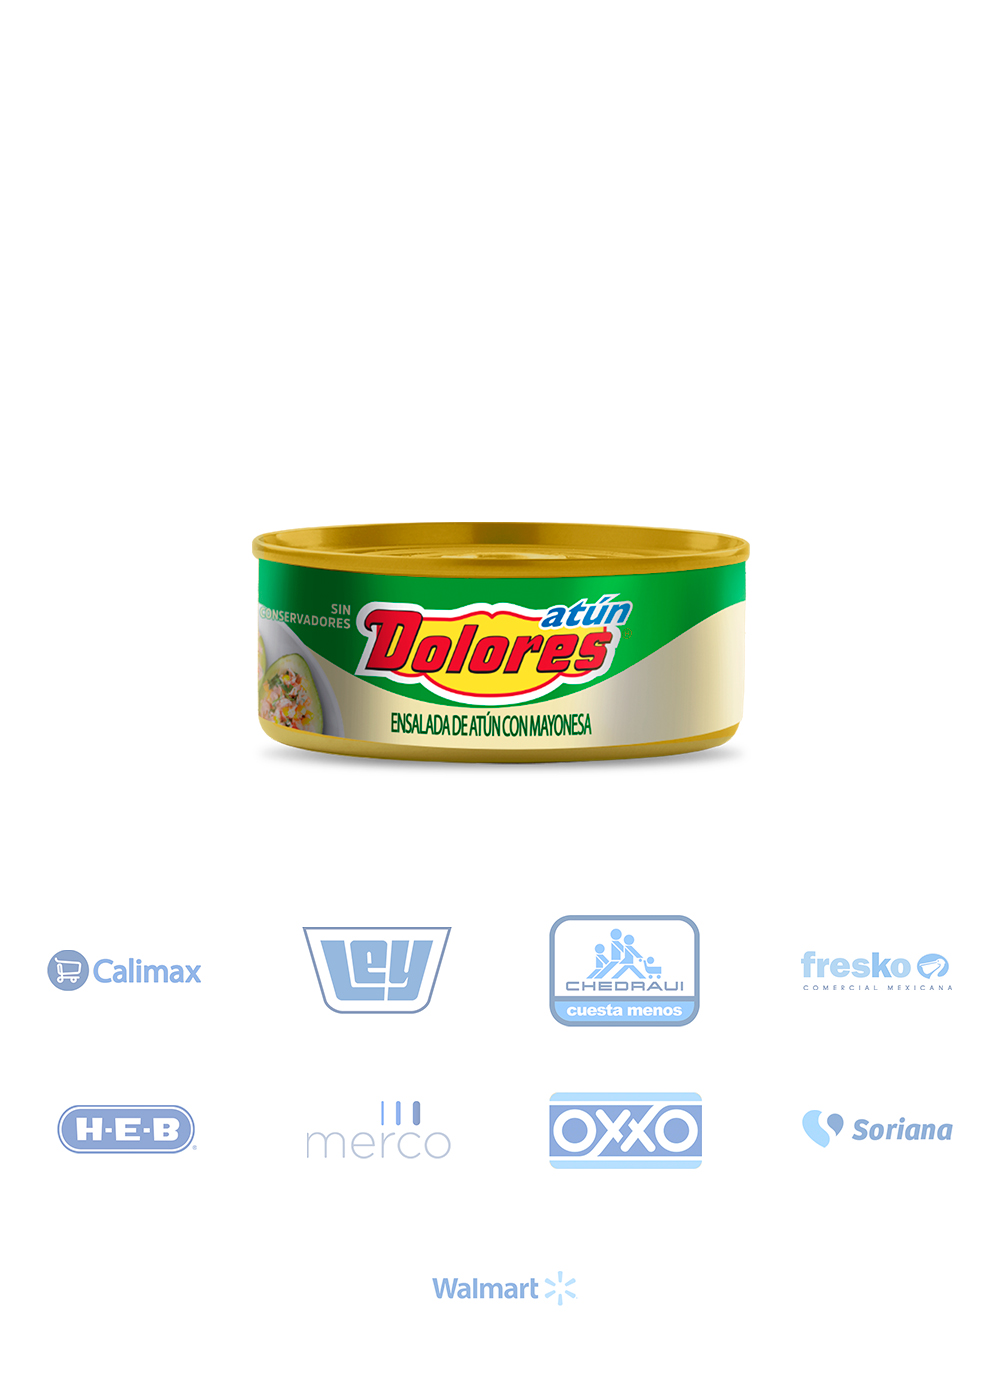 SIN
CONSERVADORES
atún
Dolores
ENSALADA DE ATÚN CON MAYONESA
Calimax
Ley
CHEDRAUI
cuesta menos
fresko
COMERCIAL MEXICANA
H-E-B
merco
OXXO
Soriana
Walmart